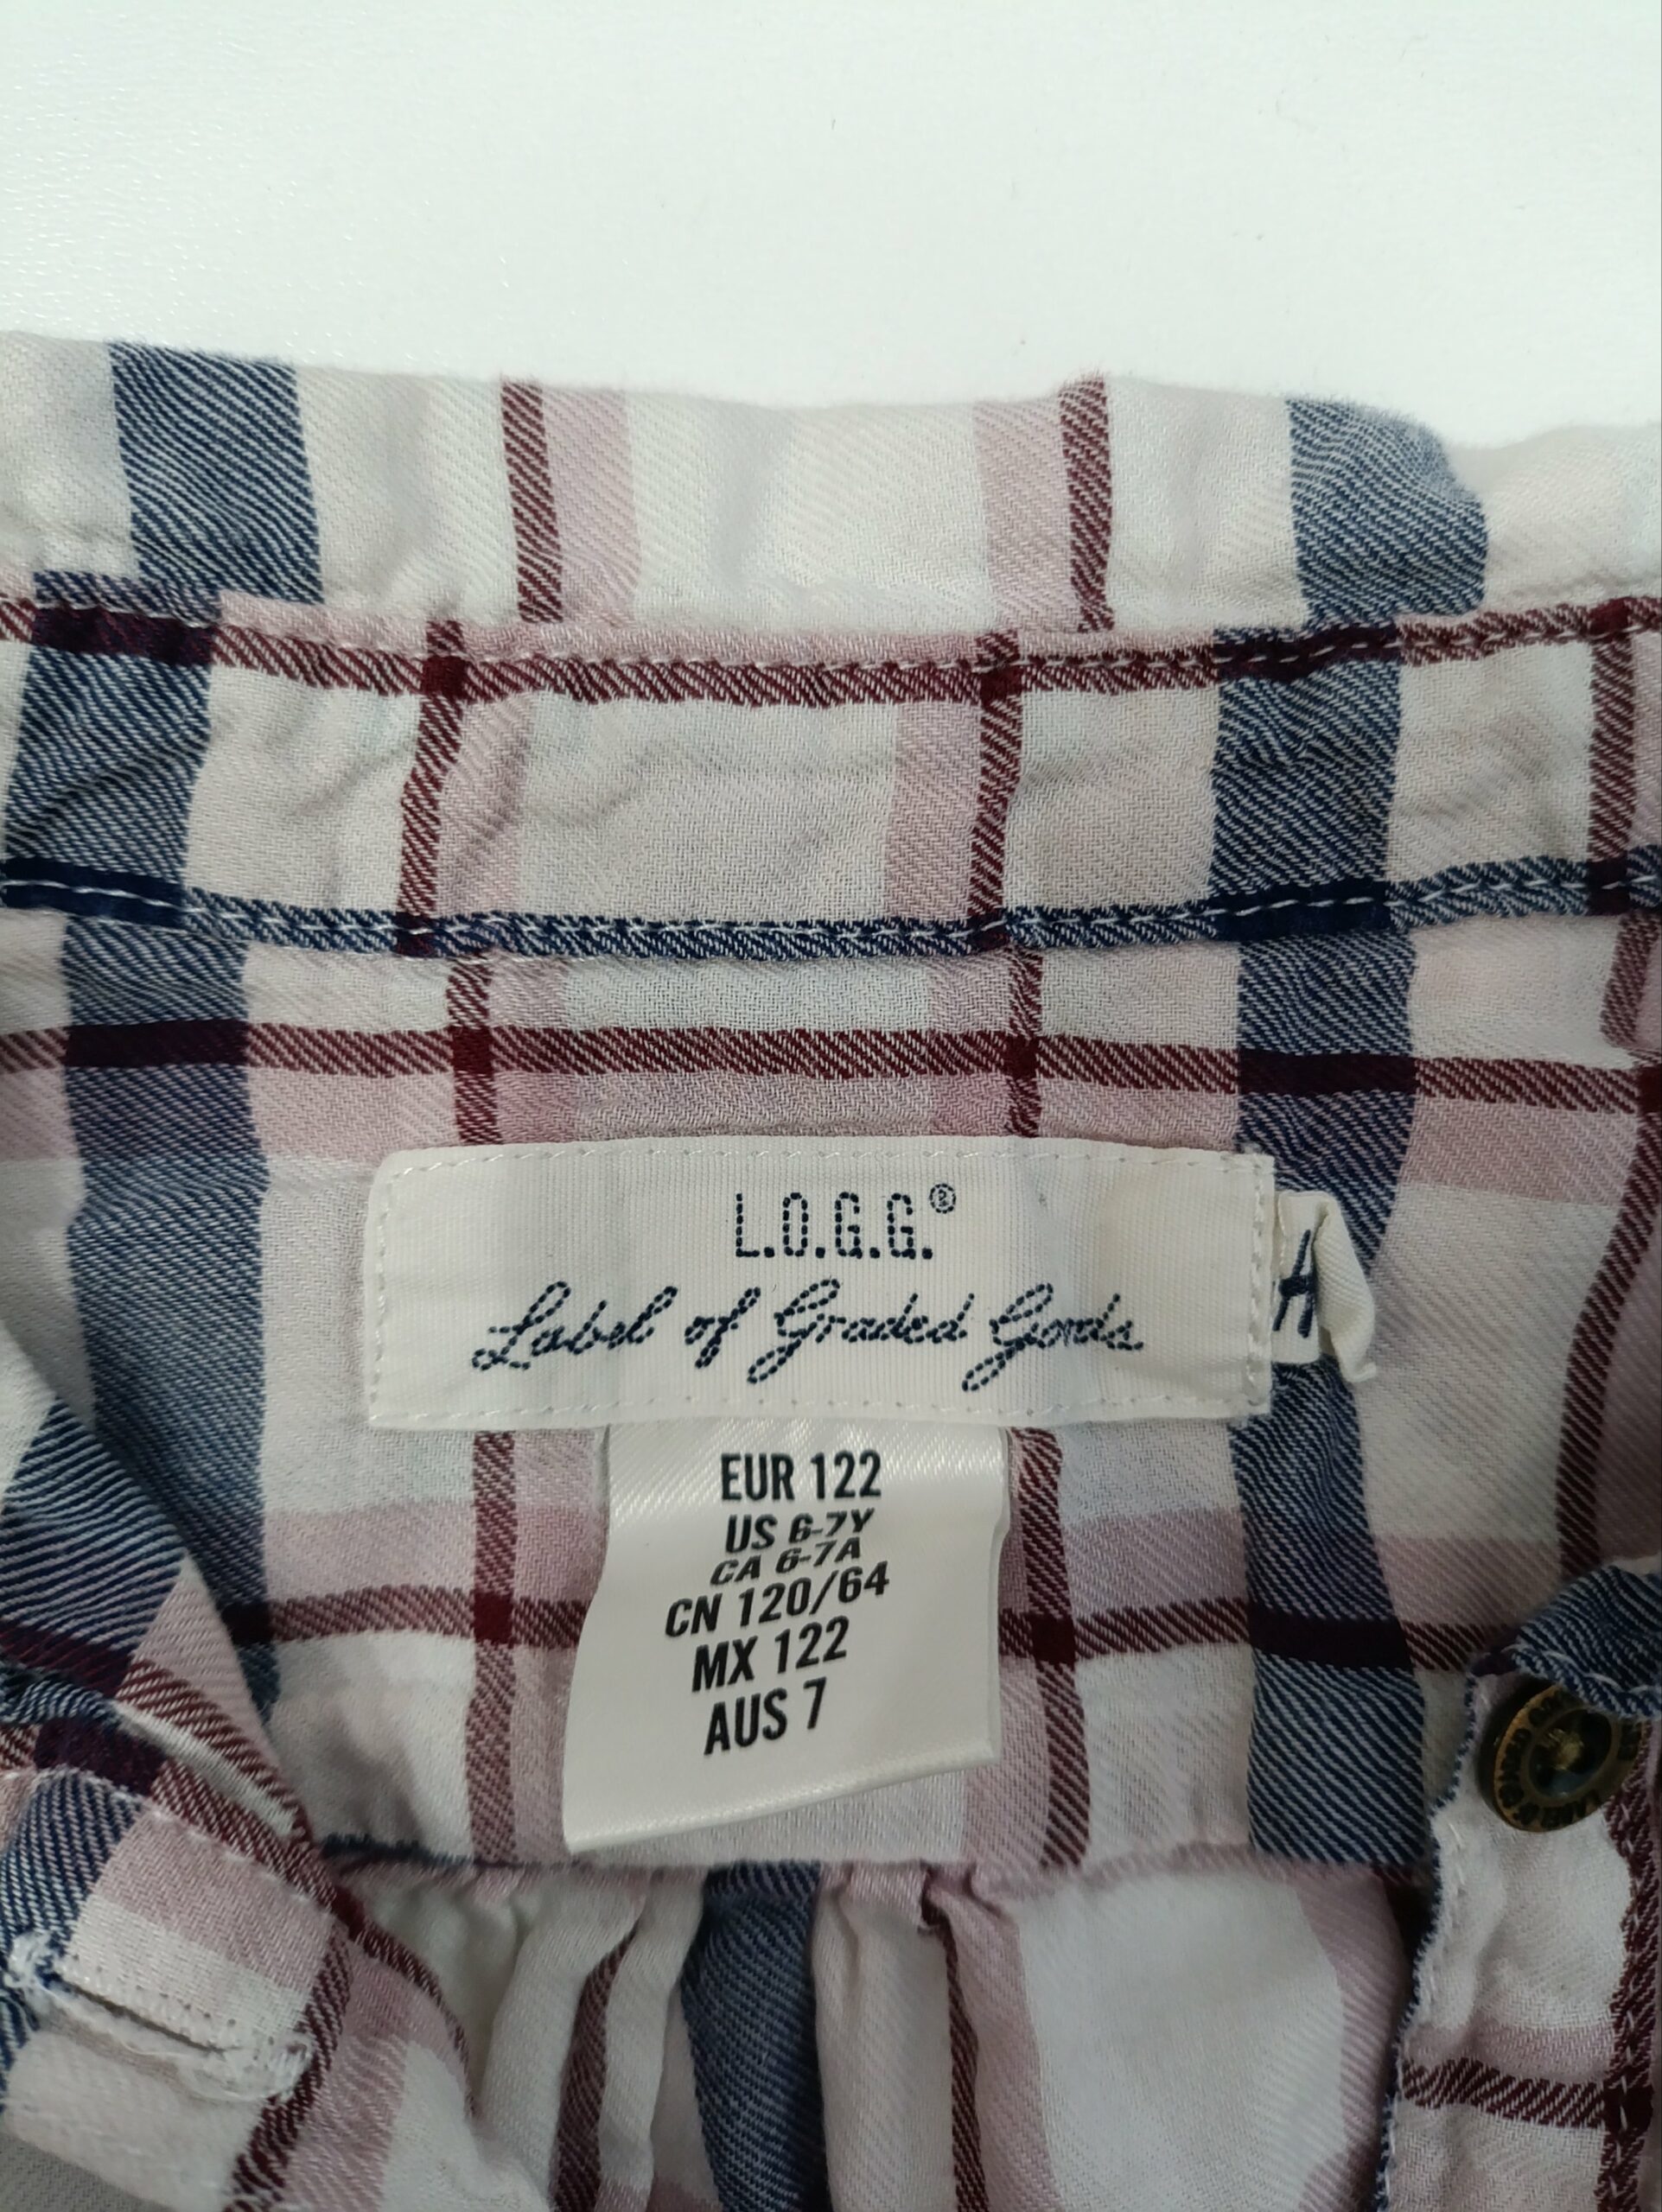 L.O.G.G.®
Label of Graded Goods
H
EUR 122
US 6-7Y
CA 6-7A
CN 120/64
MX 122
AUS 7